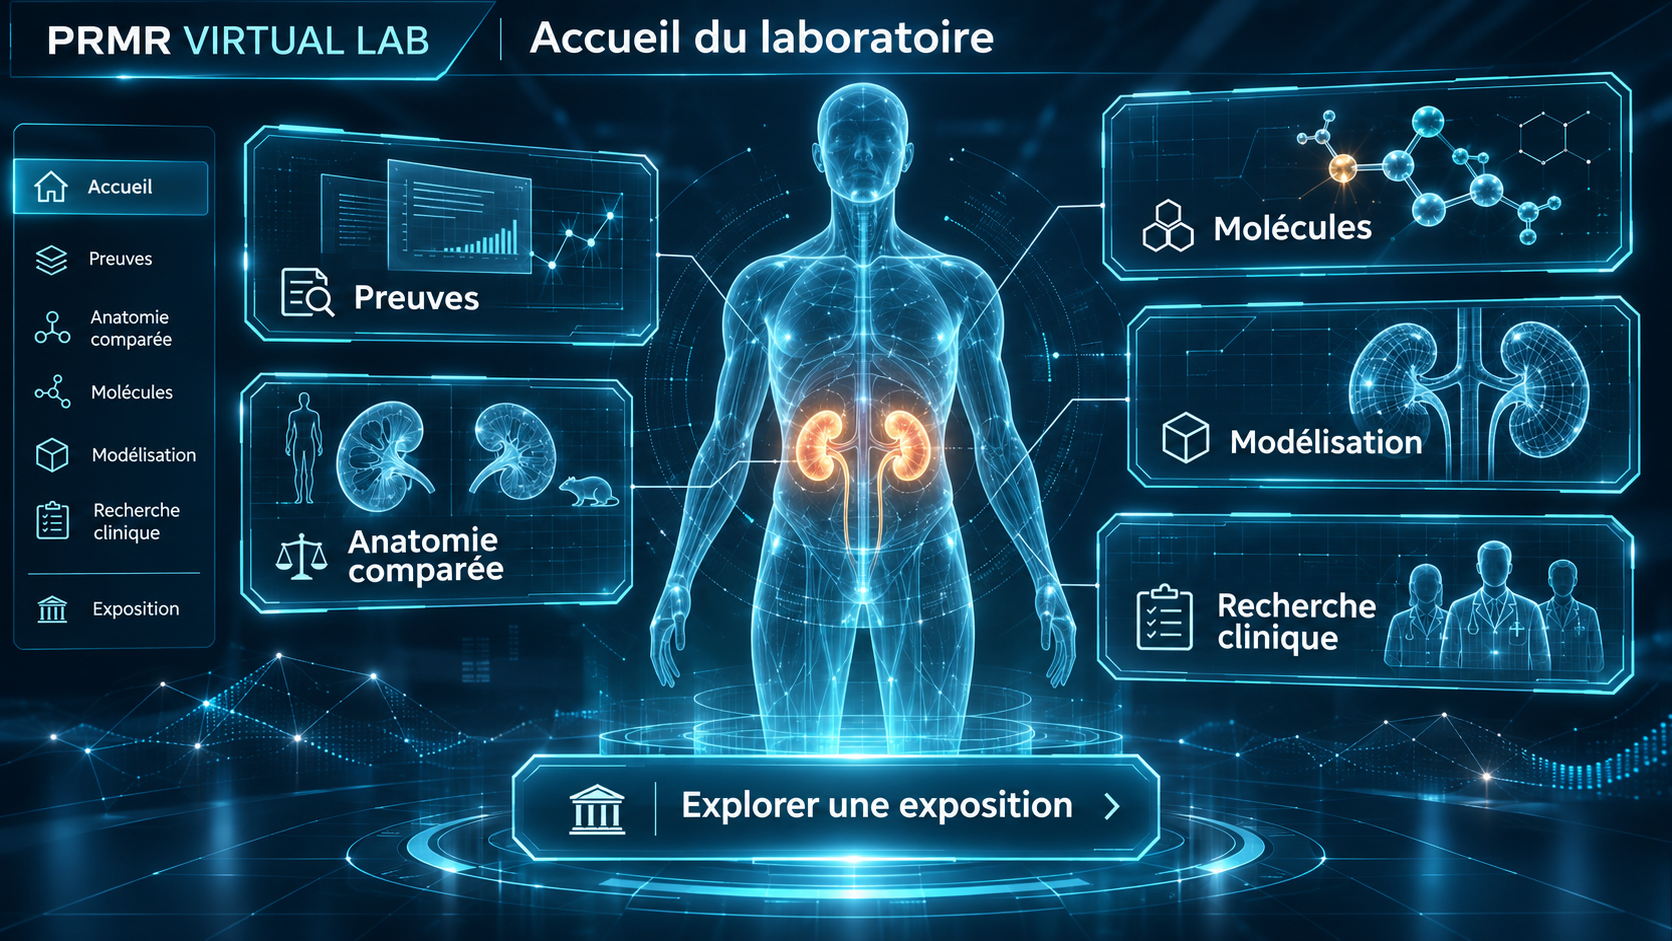 PRMR VIRTUAL LAB
Accueil du laboratoire
Accueil
Preuves
Anatomie
comparée
Molécules
Modélisation
Recherche
clinique
Exposition
Preuves
Anatomie
comparée
Molécules
Modélisation
Recherche
clinique
Explorer une exposition